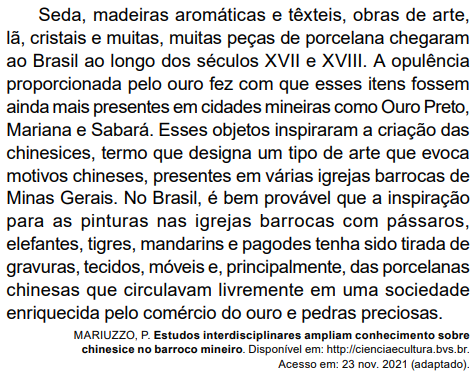 Seda, madeiras aromáticas e têxteis, obras de arte,
lã, cristais e muitas, muitas peças de porcelana chegaram
ao Brasil ao longo dos séculos XVII e XVIII. A opulência
proporcionada pelo ouro fez com que esses itens fossem
ainda mais presentes em cidades mineiras como Ouro Preto,
Mariana e Sabará. Esses objetos inspiraram a criação das
chinesices, termo que designa um tipo de arte que evoca
motivos chineses, presentes em várias igrejas barrocas de
Minas Gerais. No Brasil, é bem provável que a inspiração
para as pinturas nas igrejas barrocas com pássaros,
elefantes, tigres, mandarins e pagodes tenha sido tirada de
gravuras, tecidos, móveis e, principalmente, das porcelanas
chinesas que circulavam livremente em uma sociedade
enriquecida pelo comércio do ouro e pedras preciosas.
MARIUZZO, P. Estudos interdisciplinares ampliam conhecimento sobre
chinesice no barroco mineiro. Disponível em: http://cienciaecultura.bvs.br.
Acesso em: 23 nov. 2021 (adaptado).